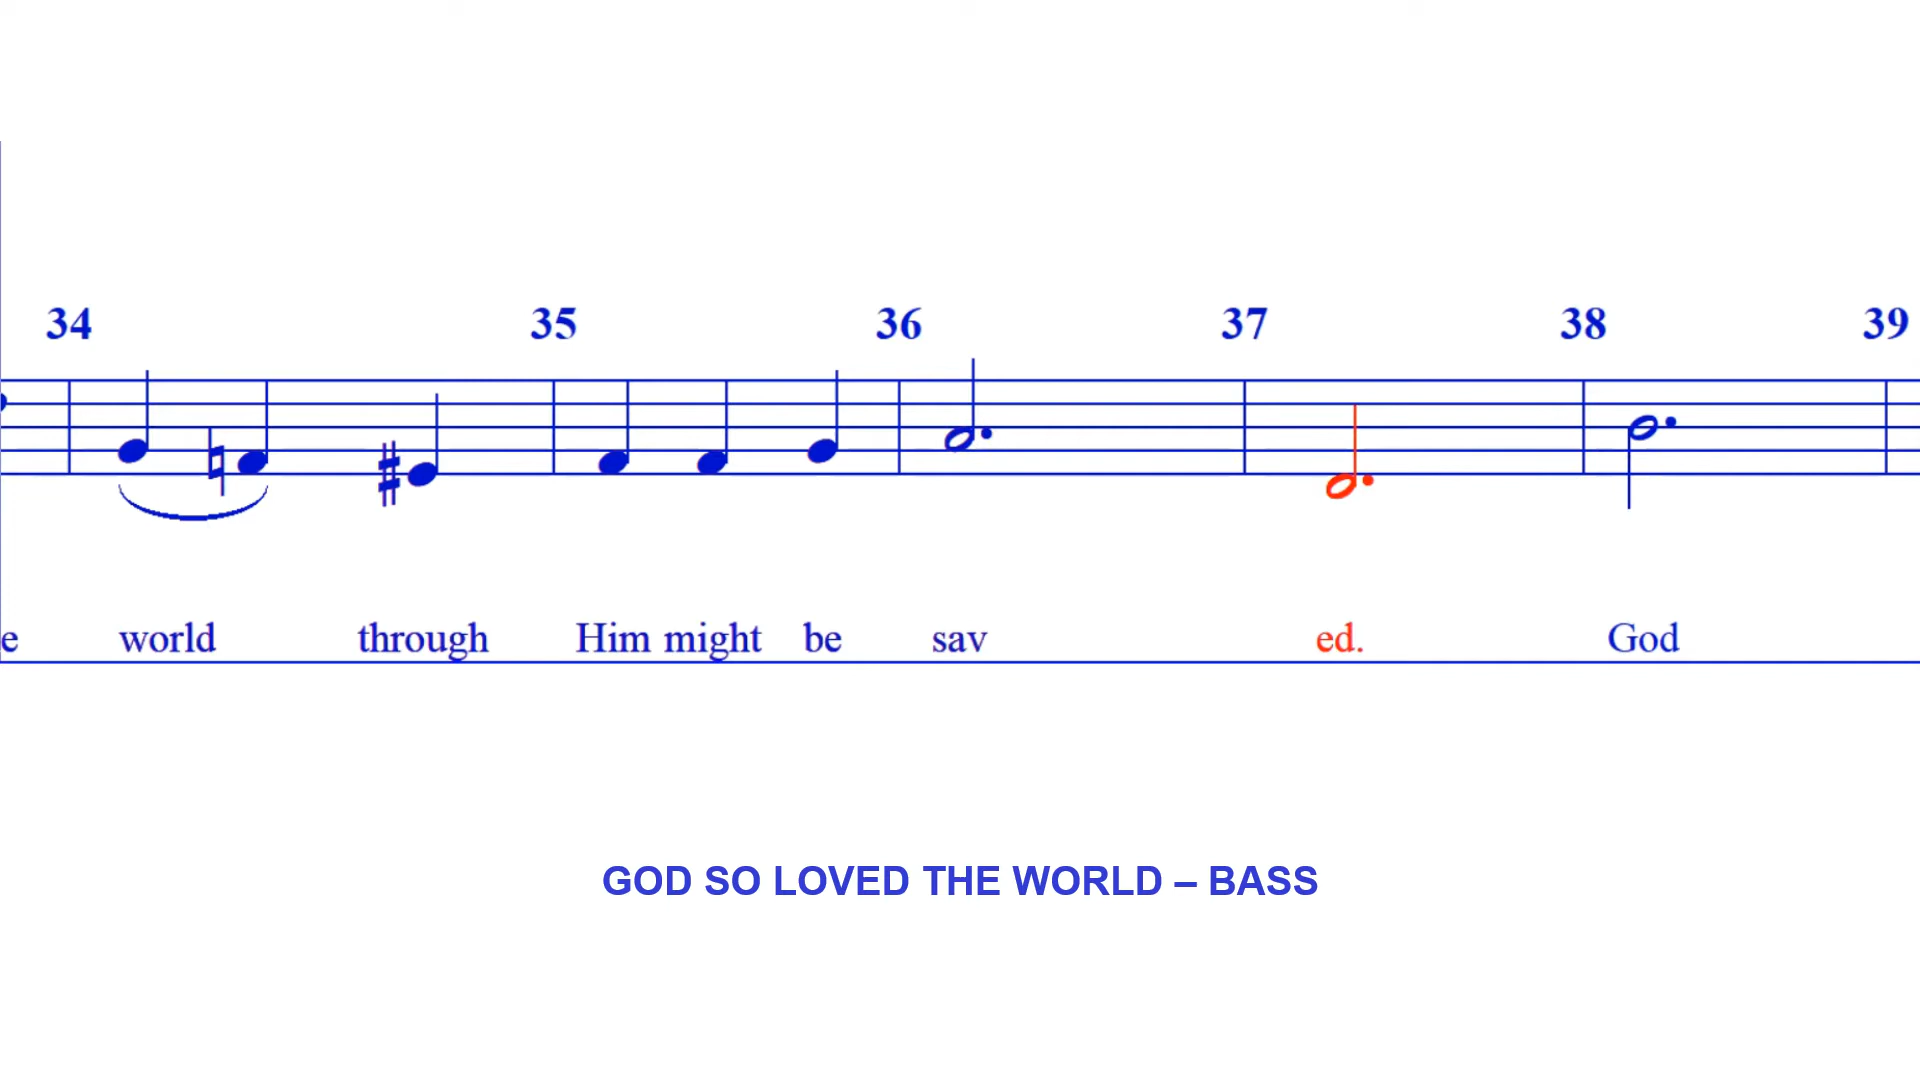 34 35 36 37 38 39
e world through Him might be sav ed. God
GOD SO LOVED THE WORLD – BASS